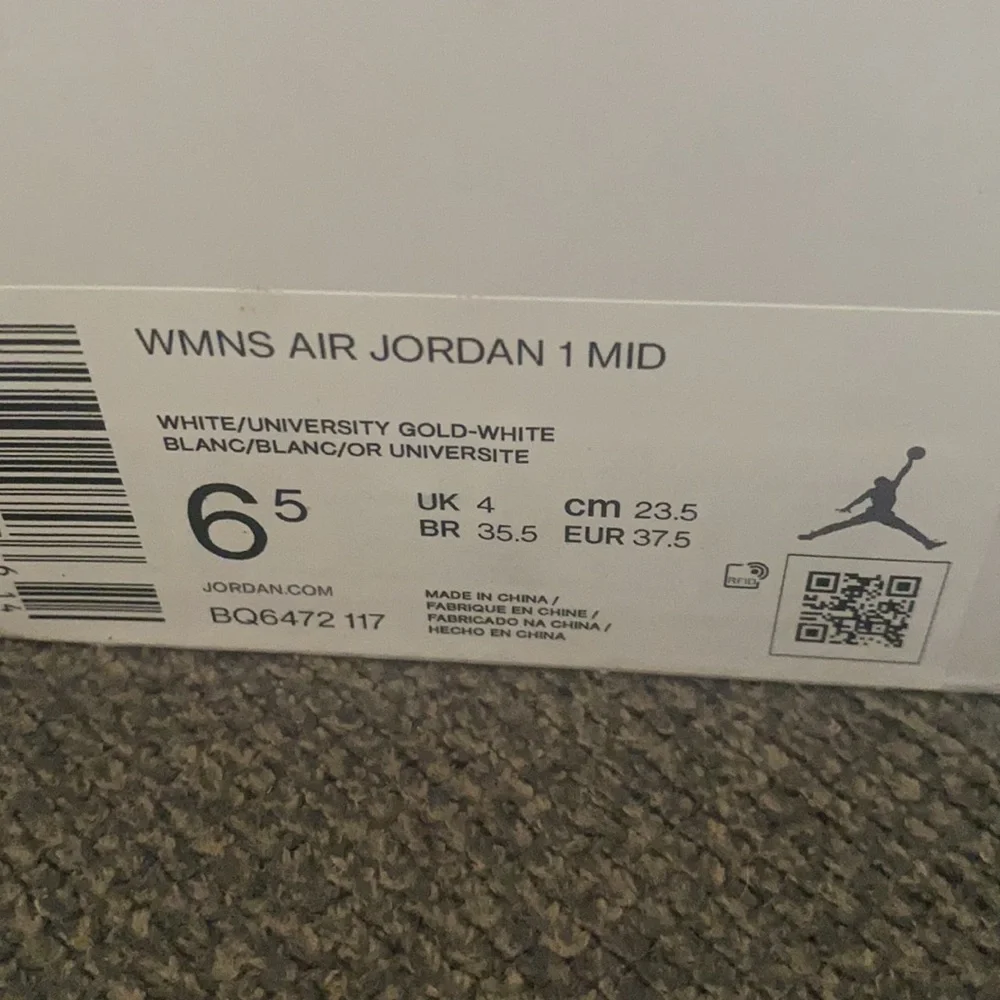 WMNS AIR JORDAN 1 MID
WHITE/UNIVERSITY GOLD-WHITE
BLANC/BLANC/OR UNIVERSITE
6 5
UK 4 cm 23.5
BR 35.5 EUR 37.5
RFID
JORDAN.COM
BQ6472 117
MADE IN CHINA /
FABRIQUE EN CHINE /
FABRICADO NA CHINA /
HECHO EN CHINA